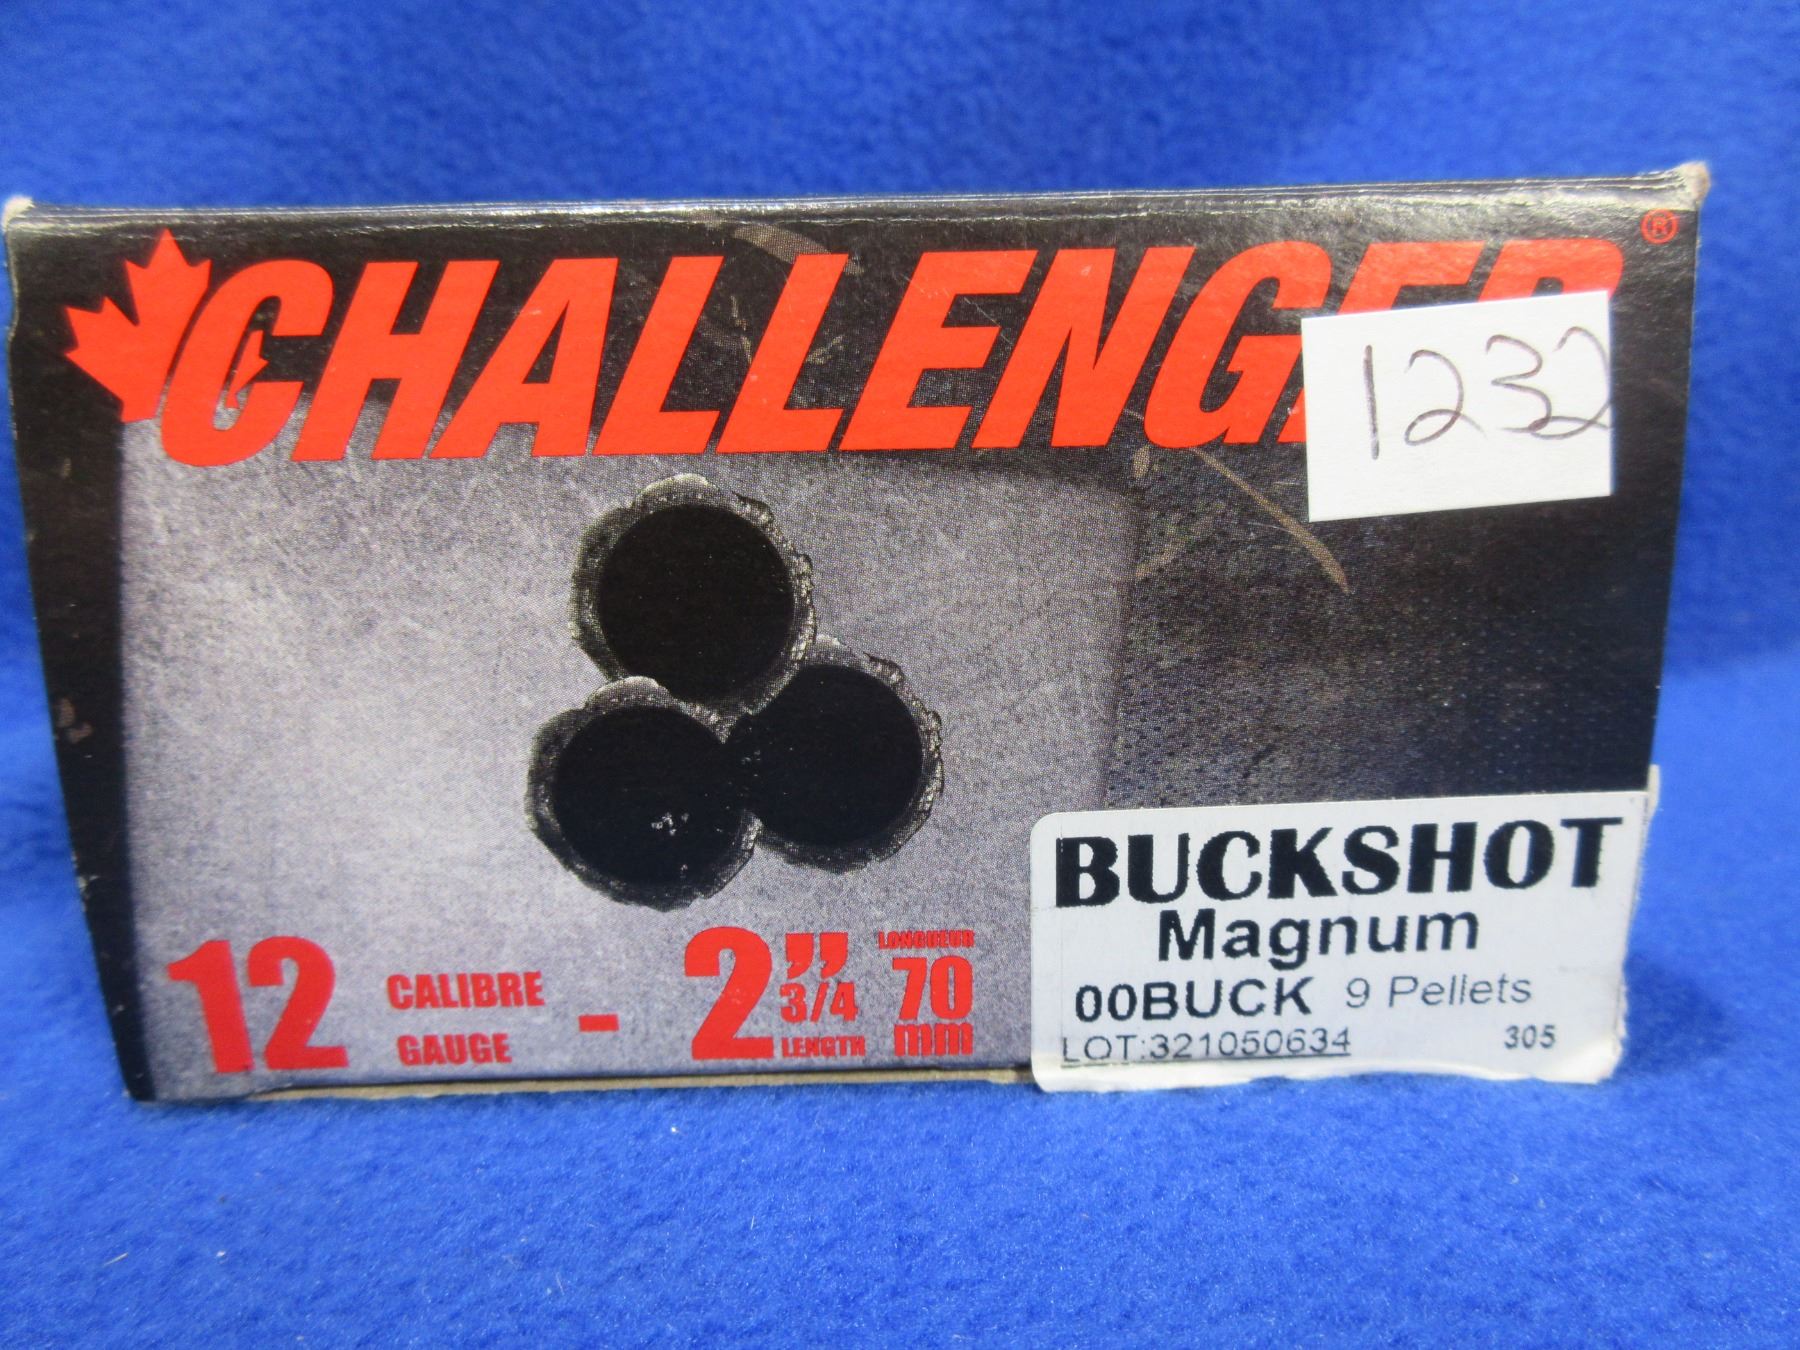 CHALLENGER®
1232
12 CALIBRE GAUGE - 2" 3/4 LENGTH LONGUEUR 70 mm
BUCKSHOT
Magnum
00BUCK 9 Pellets
LOT:321050634 305